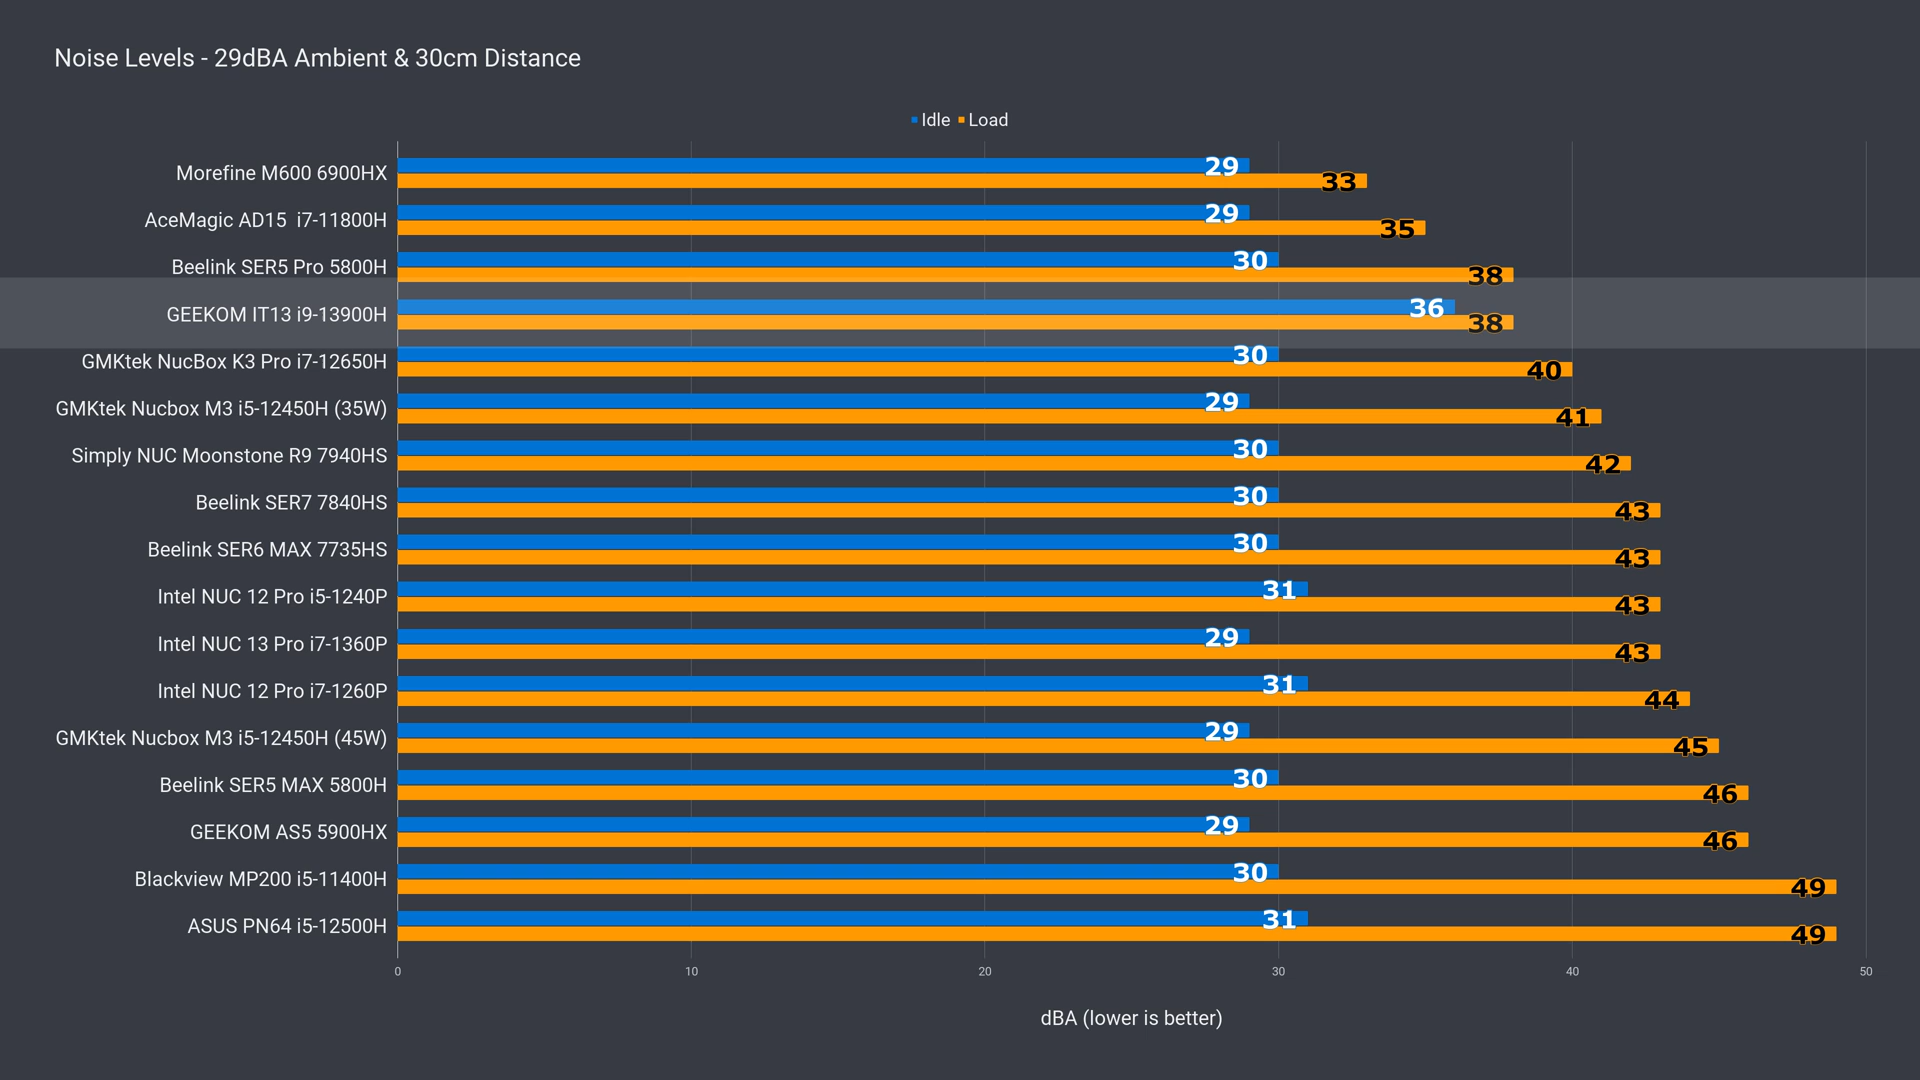 Noise Levels - 29dBA Ambient & 30cm Distance
Idle Load
Morefine M600 6900HX 29 33
AceMagic AD15 i7-11800H 29 35
Beelink SER5 Pro 5800H 30 38
GEEKOM IT13 i9-13900H 36 38
GMKtek NucBox K3 Pro i7-12650H 30 40
GMKtek Nucbox M3 i5-12450H (35W) 29 41
Simply NUC Moonstone R9 7940HS 30 42
Beelink SER7 7840HS 30 43
Beelink SER6 MAX 7735HS 30 43
Intel NUC 12 Pro i5-1240P 31 43
Intel NUC 13 Pro i7-1360P 29 43
Intel NUC 12 Pro i7-1260P 31 44
GMKtek Nucbox M3 i5-12450H (45W) 29 45
Beelink SER5 MAX 5800H 30 46
GEEKOM AS5 5900HX 29 46
Blackview MP200 i5-11400H 30 49
ASUS PN64 i5-12500H 31 49
0 10 20 30 40 50
dBA (lower is better)